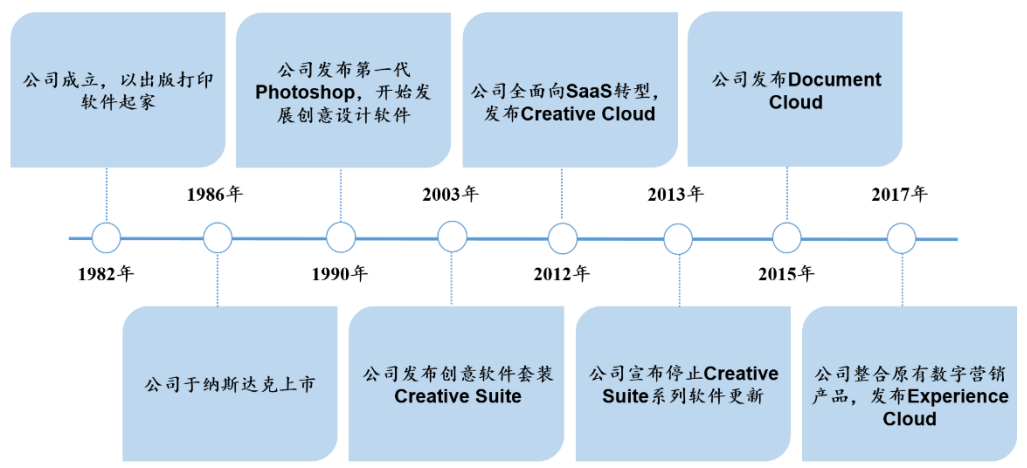 公司成立，以出版打印
软件起家
公司发布第一代
Photoshop，开始发
展创意设计软件
公司全面向SaaS转型，
发布Creative Cloud
公司发布Document
Cloud
1986年
2003年
2013年
2017年
1982年
1990年
2012年
2015年
公司于纳斯达克上市
公司发布创意软件套装
Creative Suite
公司宣布停止Creative
Suite系列软件更新
公司整合原有数字营销
产品，发布Experience
Cloud